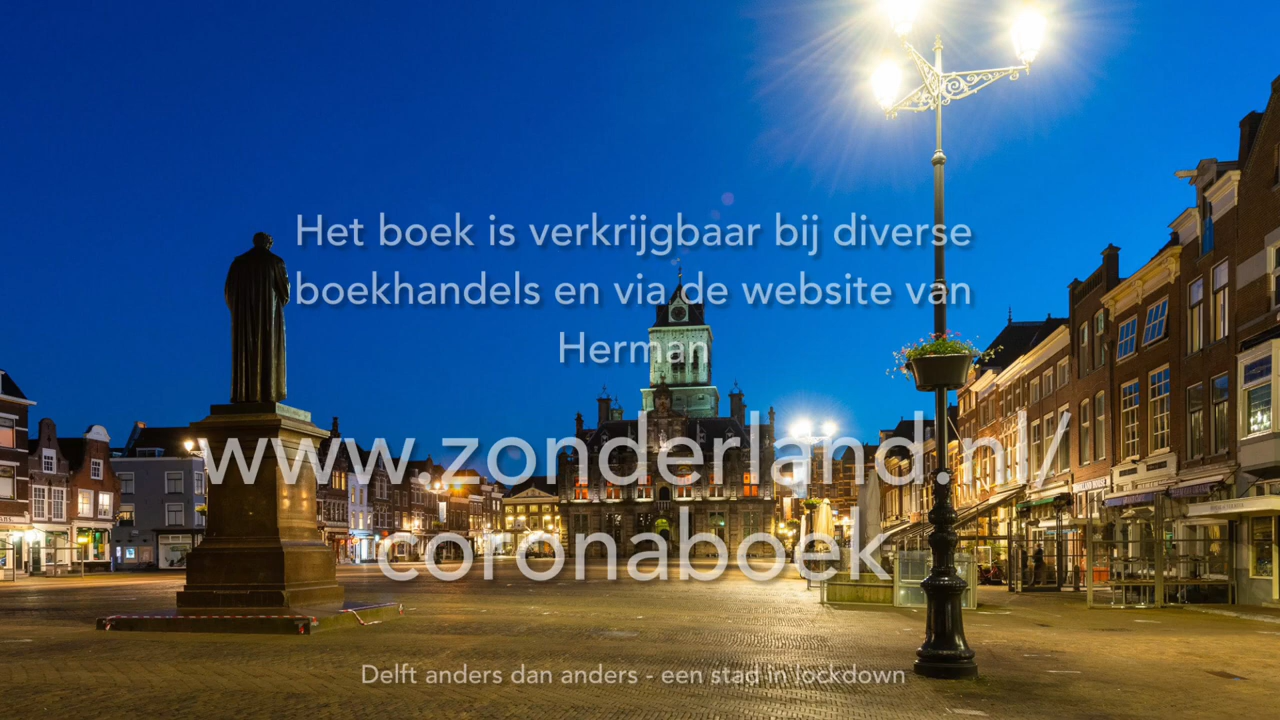 Het boek is verkrijgbaar bij diverse
boekhandels en via de website van
Herman
www.zonderland.nl/
coronaboek
Delft anders dan anders - een stad in lockdown